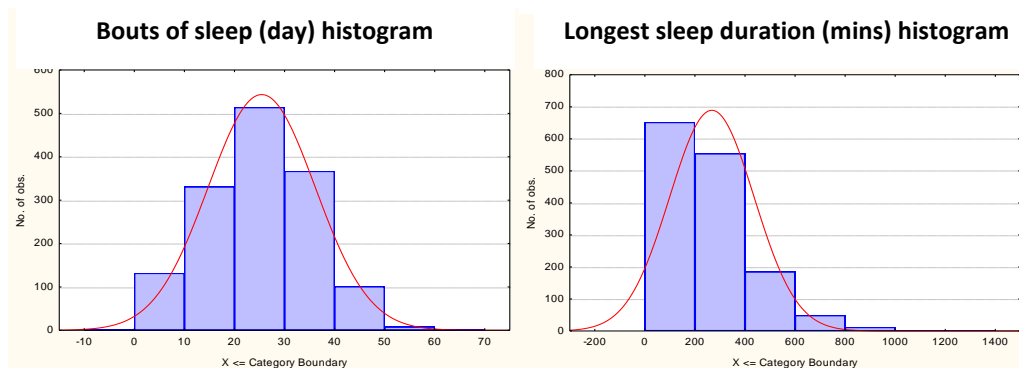 Bouts of sleep (day) histogram
600
500
400
300
200
100
0
No. of obs.
-10 0 10 20 30 40 50 60 70
X <= Category Boundary
Longest sleep duration (mins) histogram
800
700
600
500
400
300
200
100
0
No. of obs.
-200 0 200 400 600 800 1000 1200 1400
X <= Category Boundary